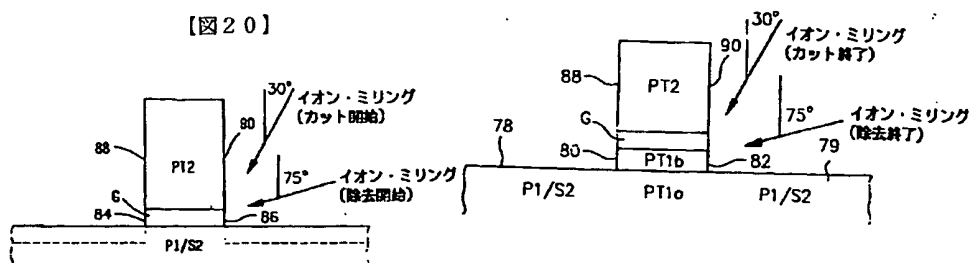 【図20】
30°
イオン・ミリング
(カット開始)
88
90
PT2
75°
イオン・ミリング
(除去開始)
G
84
86
P1/S2
30°
イオン・ミリング
(カット終了)
90
88
PT2
75°
イオン・ミリング
(除去終了)
G
78
80
PT1b
82
79
P1/S2
PT1a
P1/S2